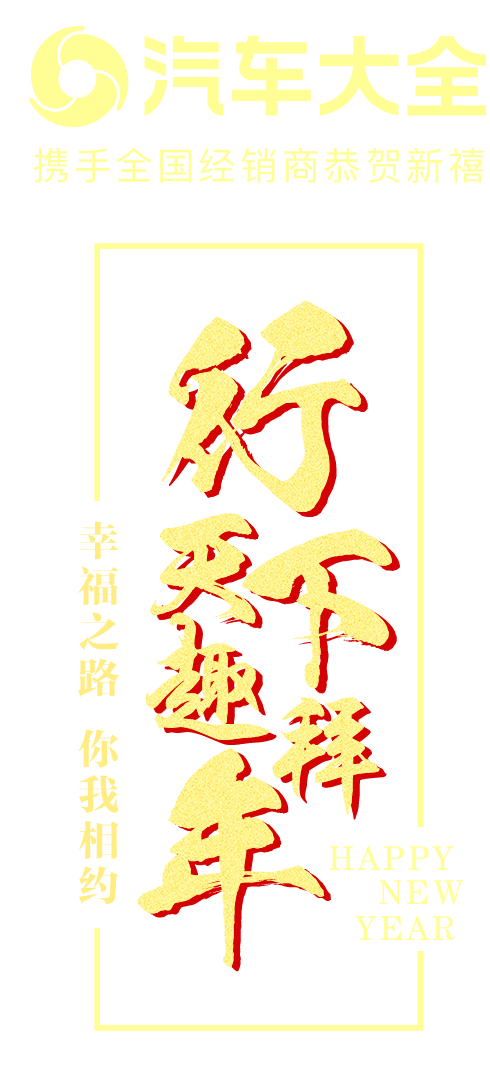 汽车大全
携手全国经销商恭贺新禧
行
天下
趣拜
年
幸福之路 你我相约
HAPPY
NEW
YEAR